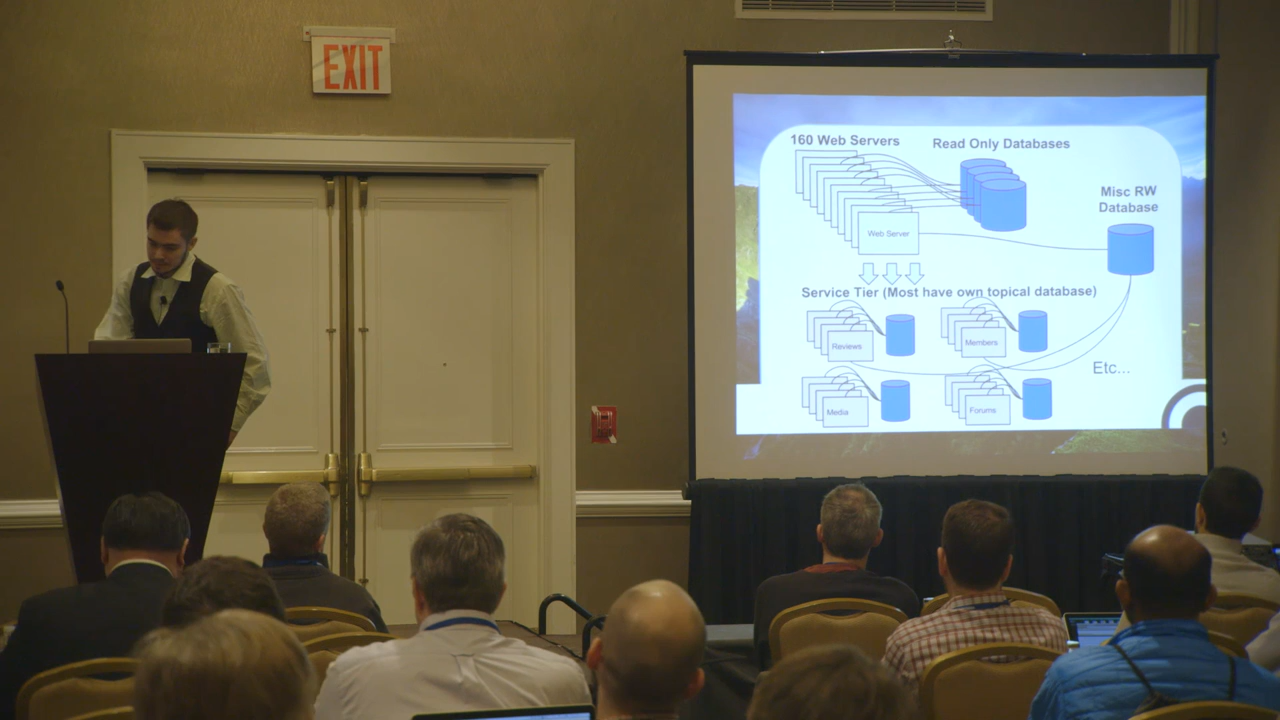 EXIT
160 Web Servers
Read Only Databases
Misc RW
Database
Web Server
Service Tier (Most have own topical database)
Reviews
Members
Etc...
Media
Forums